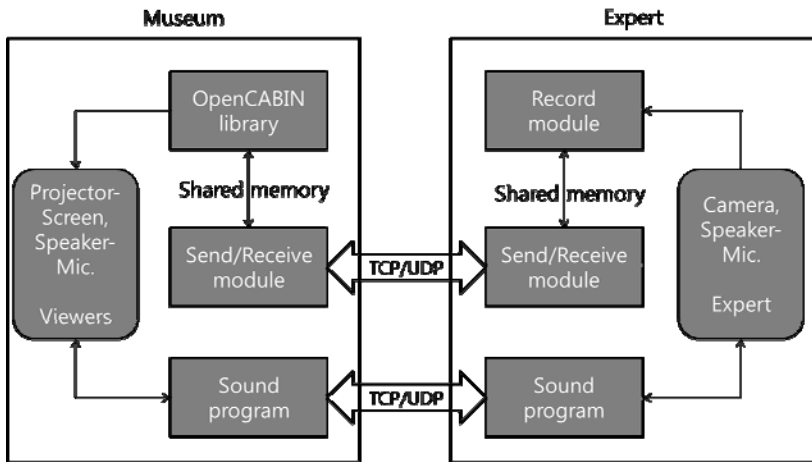 Museum
OpenCABIN
library
Shared memory
Projector-
Screen,
Speaker-
Mic.
Viewers
Send/Receive
module
Sound
program
TCP/UDP
TCP/UDP
Expert
Record
module
Shared memory
Send/Receive
module
Camera,
Speaker-
Mic.
Expert
Sound
program